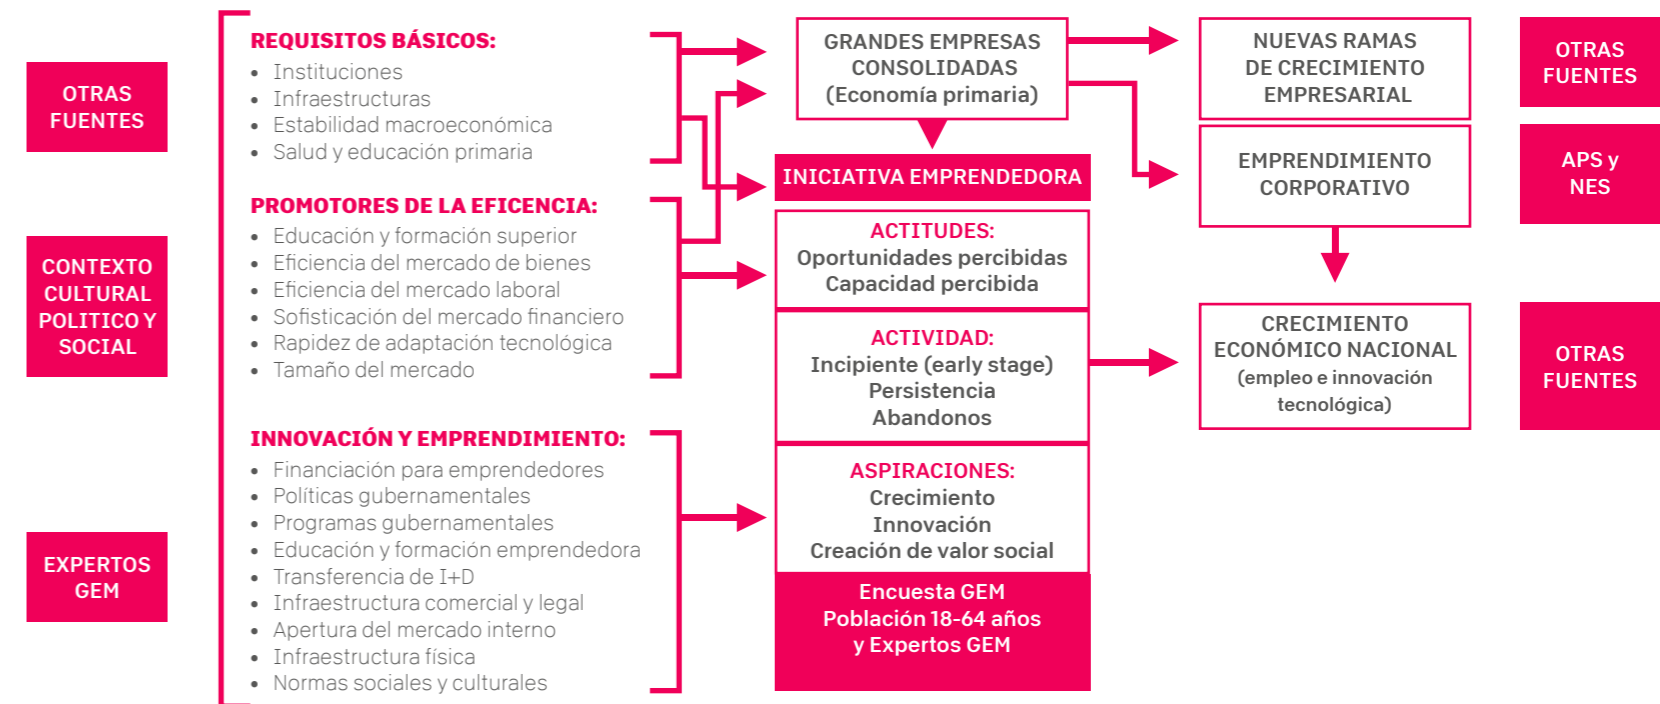 OTRAS
FUENTES
CONTEXTO
CULTURAL
POLITICO Y
SOCIAL
EXPERTOS
GEM
REQUISITOS BÁSICOS:
• Instituciones
• Infraestructuras
• Estabilidad macroeconómica
• Salud y educación primaria
PROMOTORES DE LA EFICENCIA:
• Educación y formación superior
• Eficiencia del mercado de bienes
• Eficiencia del mercado laboral
• Sofisticación del mercado financiero
• Rapidez de adaptación tecnológica
• Tamaño del mercado
INNOVACIÓN Y EMPRENDIMIENTO:
• Financiación para emprendedores
• Políticas gubernamentales
• Programas gubernamentales
• Educación y formación emprendedora
• Transferencia de I+D
• Infraestructura comercial y legal
• Apertura del mercado interno
• Infraestructura física
• Normas sociales y culturales
GRANDES EMPRESAS
CONSOLIDADAS
(Economía primaria)
INICIATIVA EMPRENDEDORA
ACTITUDES:
Oportunidades percibidas
Capacidad percibida
ACTIVIDAD:
Incipiente (early stage)
Persistencia
Abandonos
ASPIRACIONES:
Crecimiento
Innovación
Creación de valor social
Encuesta GEM
Población 18-64 años
y Expertos GEM
NUEVAS RAMAS
DE CRECIMIENTO
EMPRESARIAL
EMPRENDIMIENTO
CORPORATIVO
CRECIMIENTO
ECONÓMICO NACIONAL
(empleo e innovación
tecnológica)
OTRAS
FUENTES
APS y
NES
OTRAS
FUENTES